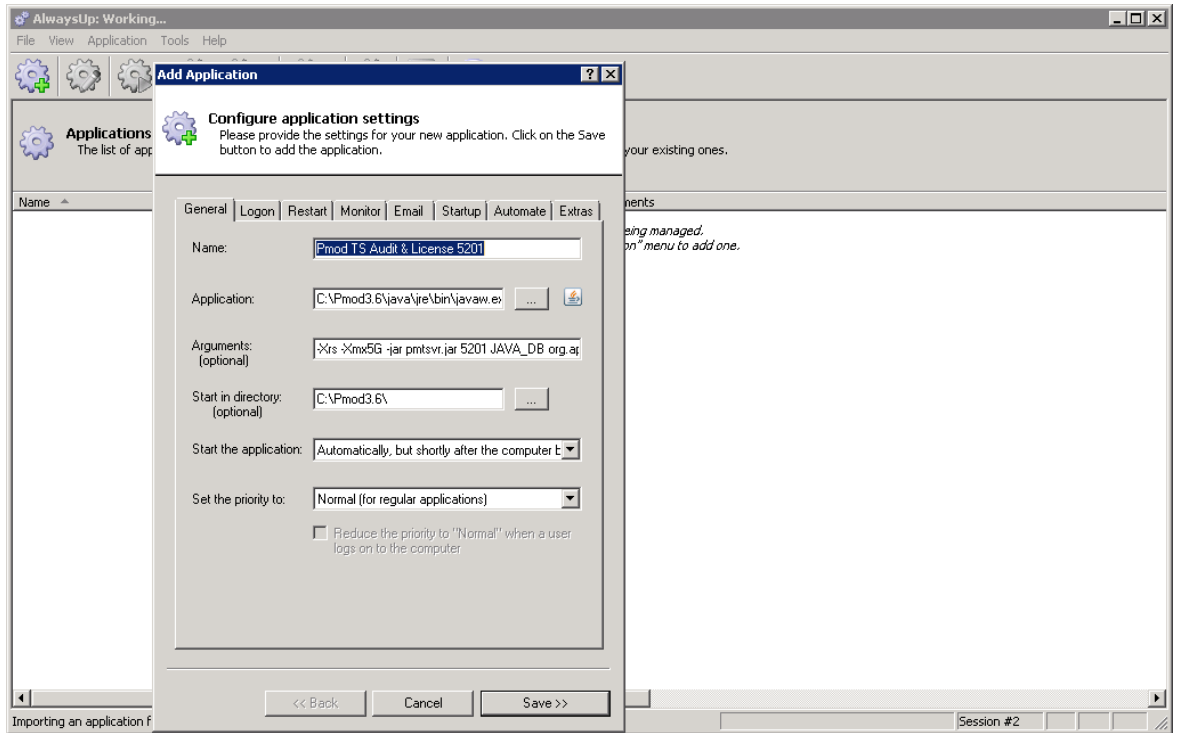 AlwaysUp: Working...
File View Application Tools Help
Add Application
Configure application settings
Please provide the settings for your new application. Click on the Save
button to add the application.
Applications
The list of app
your existing ones.
Name
ments
General Logon Restart Monitor Email Startup Automate Extras
eing managed.
on" menu to add one.
Name:
Pmod TS Audit & License 5201
Application:
C:\Pmod3.6\java\jre\bin\javaw.ex
...
Arguments:
(optional)
-Xrs -Xmx5G -jar pmtsvr.jar 5201 JAVA_DB org.ap
Start in directory:
(optional)
C:\Pmod3.6\
...
Start the application:
Automatically, but shortly after the computer b
Set the priority to:
Normal (for regular applications)
Reduce the priority to "Normal" when a user
logs on to the computer
<< Back Cancel Save >>
Importing an application f
Session #2